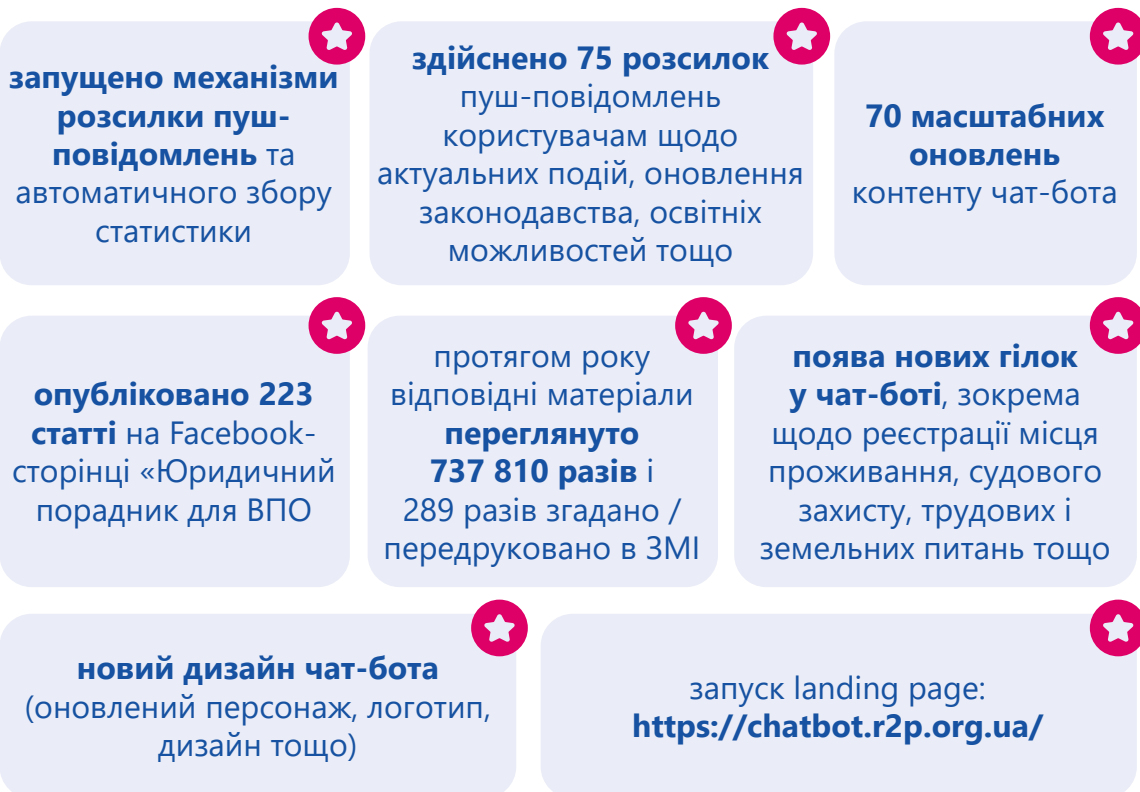 запущено механізми
розсилки пуш-
повідомлень та
автоматичного збору
статистики
здійснено 75 розсилок
пуш-повідомлень
користувачам щодо
актуальних подій, оновлення
законодавства, освітніх
можливостей тощо
70 масштабних
оновлень
контенту чат-бота
опубліковано 223
статті на Facebook-
сторінці «Юридичний
порадник для ВПО
протягом року
відповідні матеріали
переглянуто
737 810 разів і
289 разів згадано /
передруковано в ЗМІ
поява нових гілок
у чат-боті, зокрема
щодо реєстрації місця
проживання, судового
захисту, трудових і
земельних питань тощо
новий дизайн чат-бота
(оновлений персонаж, логотип,
дизайн тощо)
запуск landing page:
https://chatbot.r2p.org.ua/